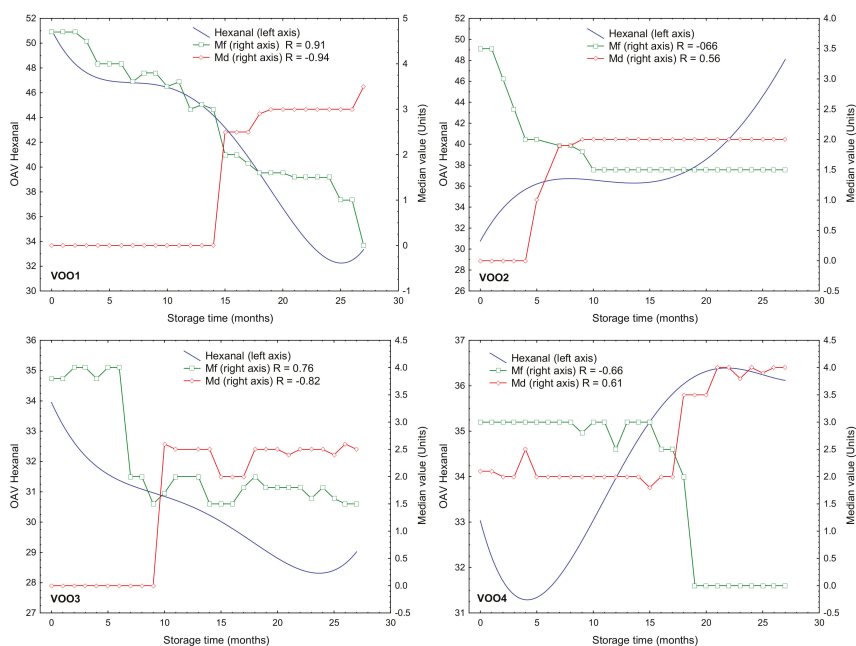 52
50
48
46
44
42
40
38
36
34
32
30
OAV Hexanal
Hexanal (left axis)
Mf (right axis) R = 0.91
Md (right axis) R = -0.94
5
4
3
2
1
0
-1
Median value (Units)
VOO1
0 5 10 15 20 25 30
Storage time (months)
52
50
48
46
44
42
40
36
34
32
30
29
28
26
OAV Hexanal
Hexanal (left axis)
Mf (right axis) R = -066
Md (right axis) R = 0.56
4.0
3.5
3.0
2.5
2.0
1.5
1.0
0.5
0.0
-0.5
Median value (Units)
VOO2
0 5 10 15 20 25 30
Storage time (months)
36
35
34
33
32
31
30
29
28
27
OAV Hexanal
Hexanal (left axis)
Mf (right axis) R = 0.76
Md (right axis) R = -0.82
4.5
4.0
3.5
3.0
2.5
2.0
1.5
1.0
0.5
0.0
-0.5
Median value (Units)
VOO3
0 5 10 15 20 25 30
Storage time (months)
37
36
35
34
33
32
31
OAV Hexanal
Hexanal (left axis)
Mf (right axis) R = -0.66
Md (right axis) R = 0.61
4.5
4.0
3.5
3.0
2.5
2.0
1.5
1.0
0.5
0.0
-0.5
Median value (Units)
VOO4
0 5 10 15 20 25 30
Storage time (months)